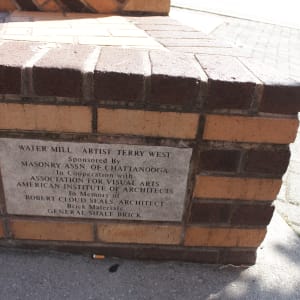 WATER MILL ARTIST TERRY WEST
Sponsored By
MASONRY ASSN. OF CHATTANOOGA
In Cooperation with
ASSOCIATION FOR VISUAL ARTS
AMERICAN INSTITUTE OF ARCHITECTS
In Memory of
ROBERT CLOUD SEALS, ARCHITECT
Brick Materials
GENERAL SHALE BRICK